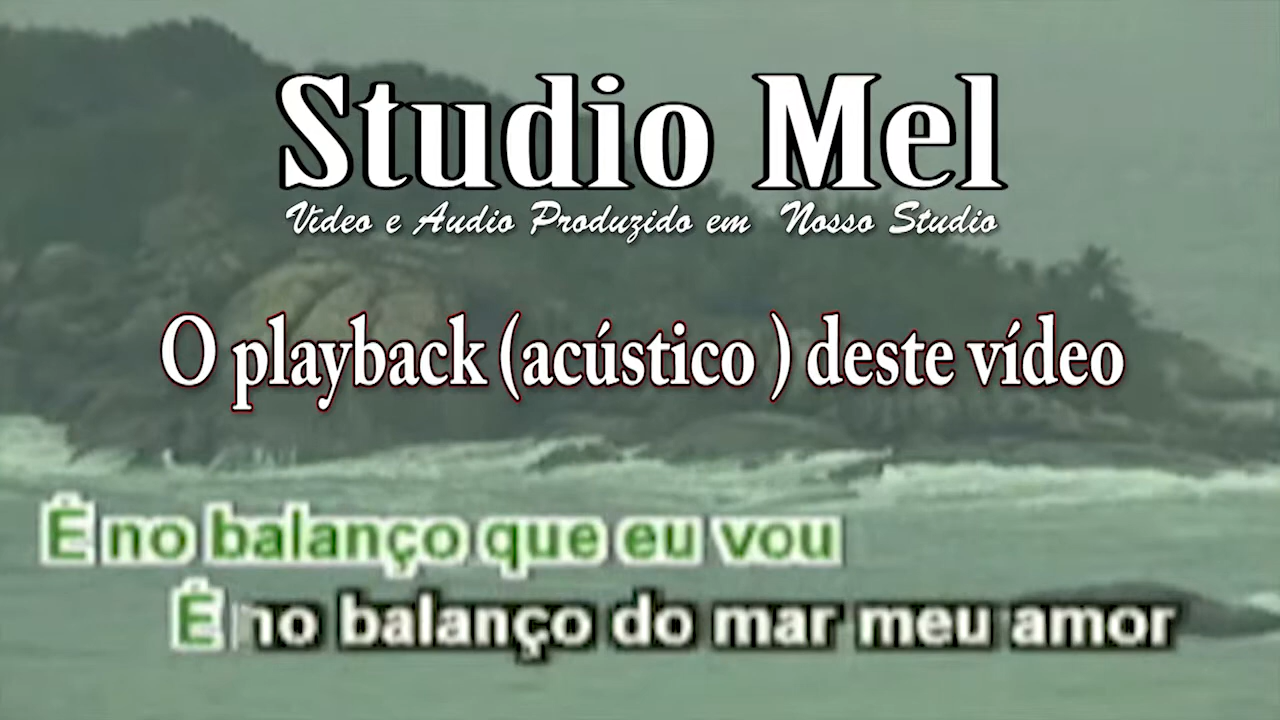 Studio Mel
Vídeo e Audio Produzido em Nosso Studio
O playback (acústico ) deste vídeo
É no balanço que eu vou
É no balanço do mar meu amor